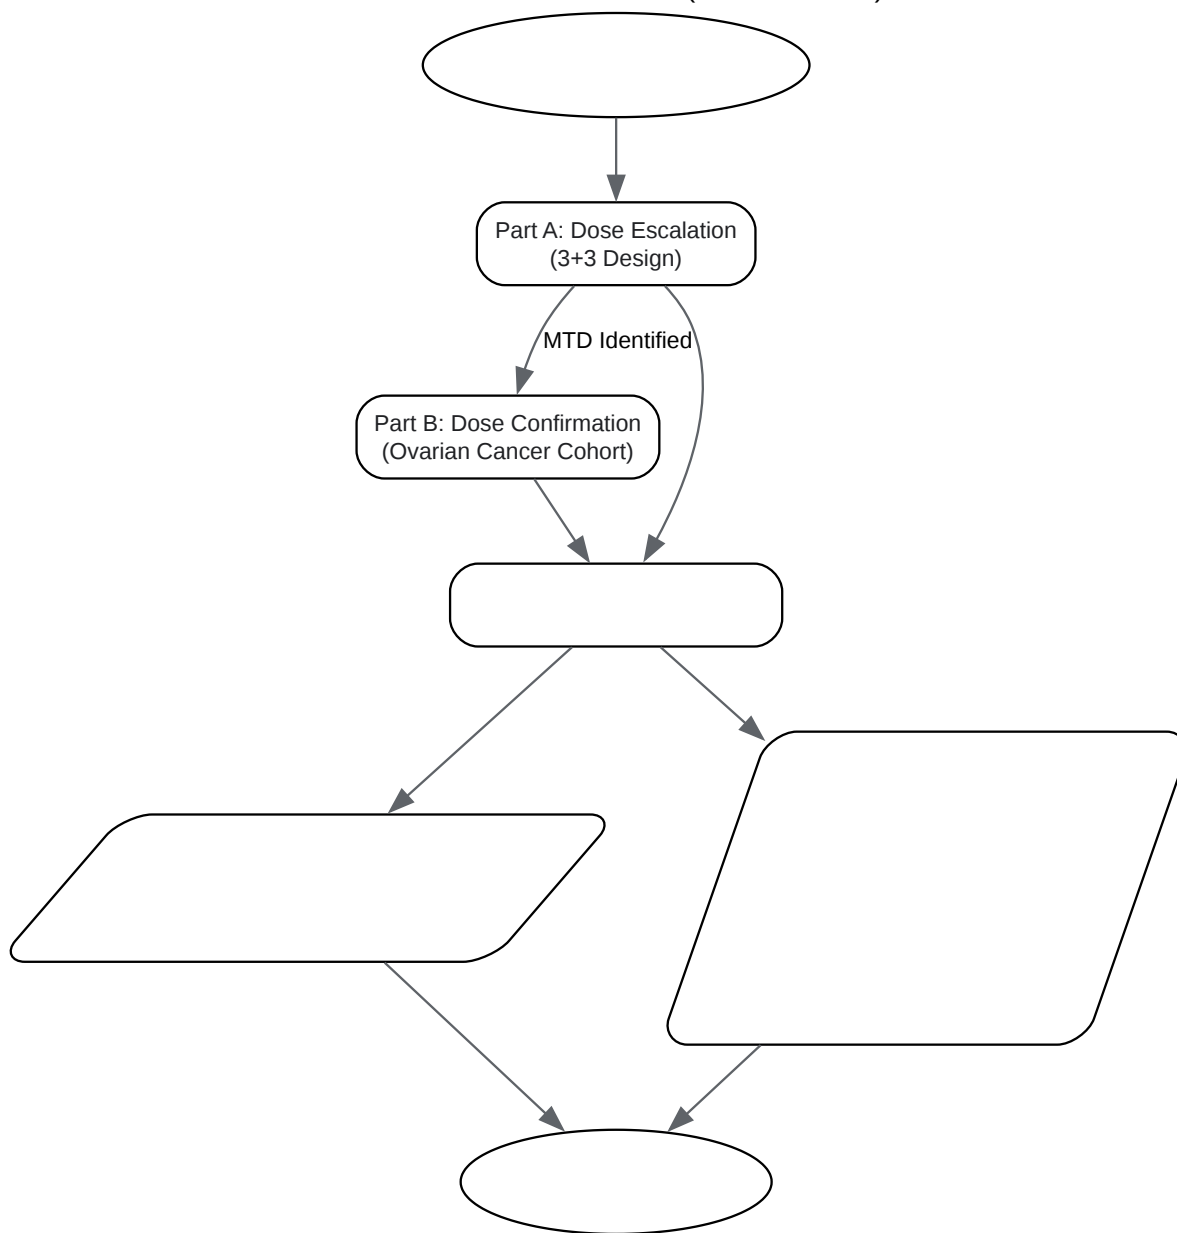 Part A: Dose Escalation
(3+3 Design)
MTD Identified
Part B: Dose Confirmation
(Ovarian Cancer Cohort)